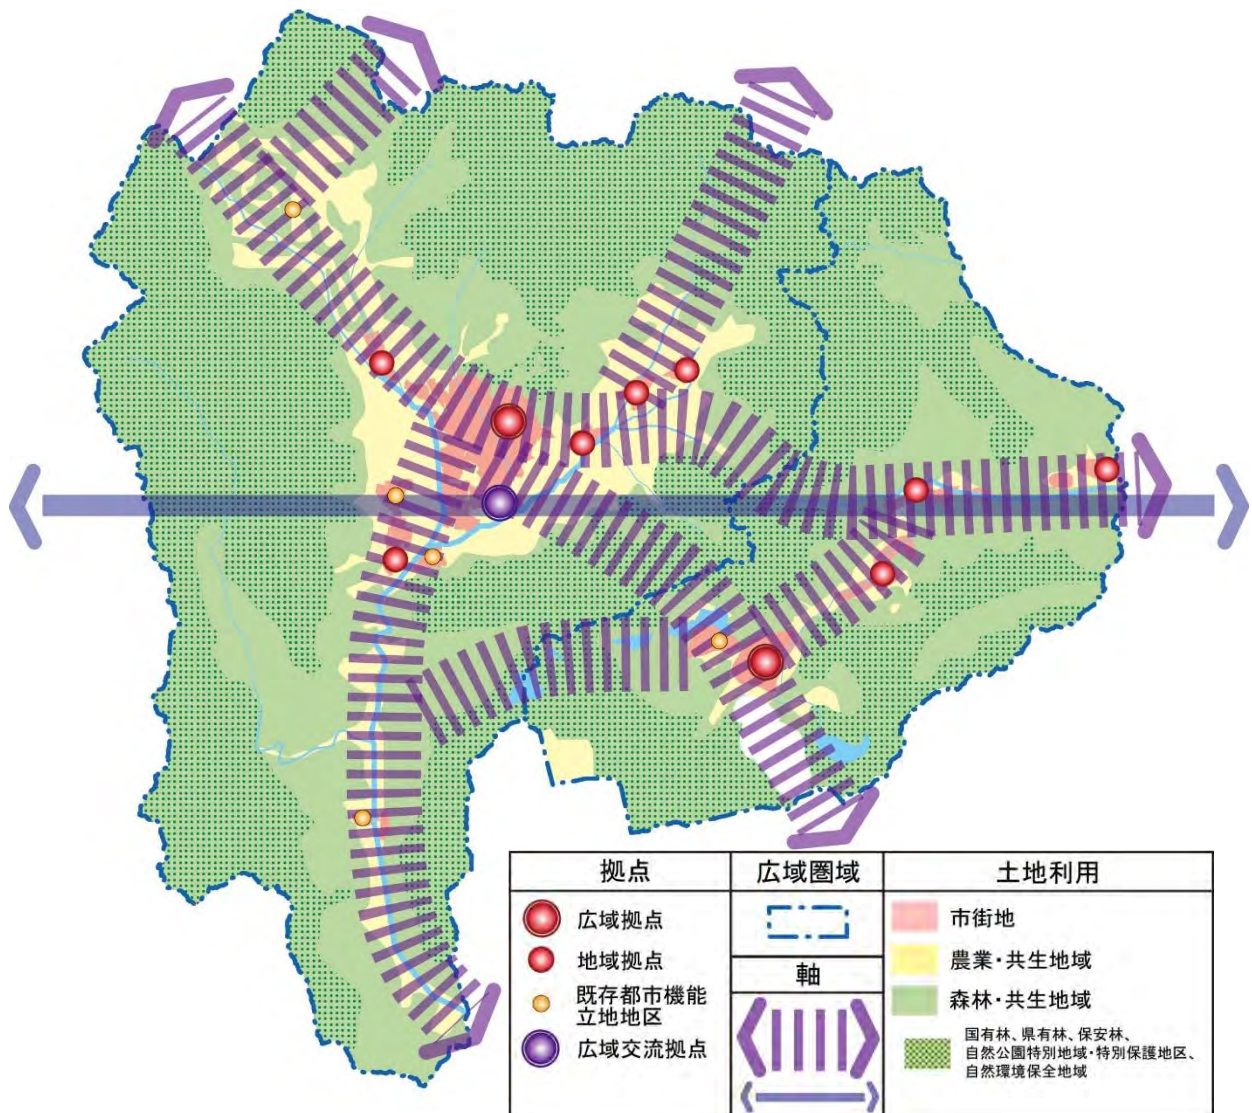 拠点
広域拠点
地域拠点
既存都市機能
立地地区
広域交流拠点
広域圏域
軸
土地利用
市街地
農業・共生地域
森林・共生地域
国有林、県有林、保安林、
自然公園特別地域・特別保護地区、
自然環境保全地域